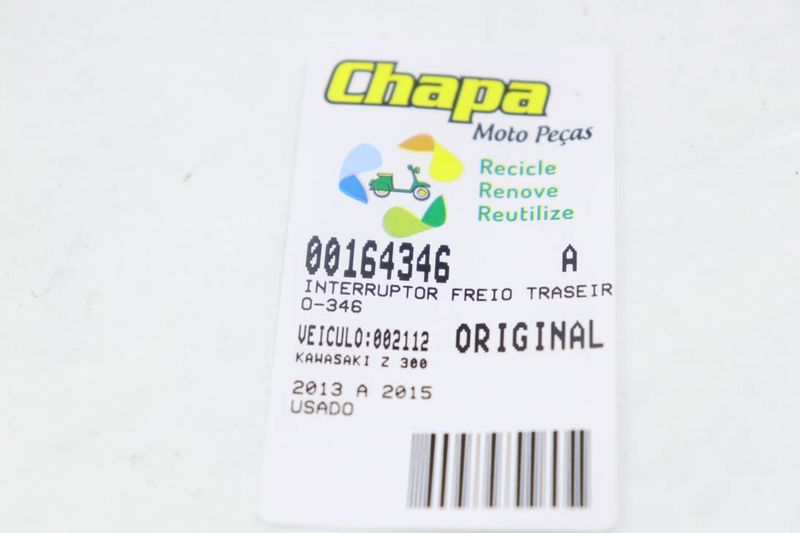 Chapa
Moto Peças
Recicle
Renove
Reutilize
00164346 A
INTERRUPTOR FREIO TRASEIR
O-346
VEICULO:002112 ORIGINAL
KAWASAKI Z 300
2013 A 2015
USADO